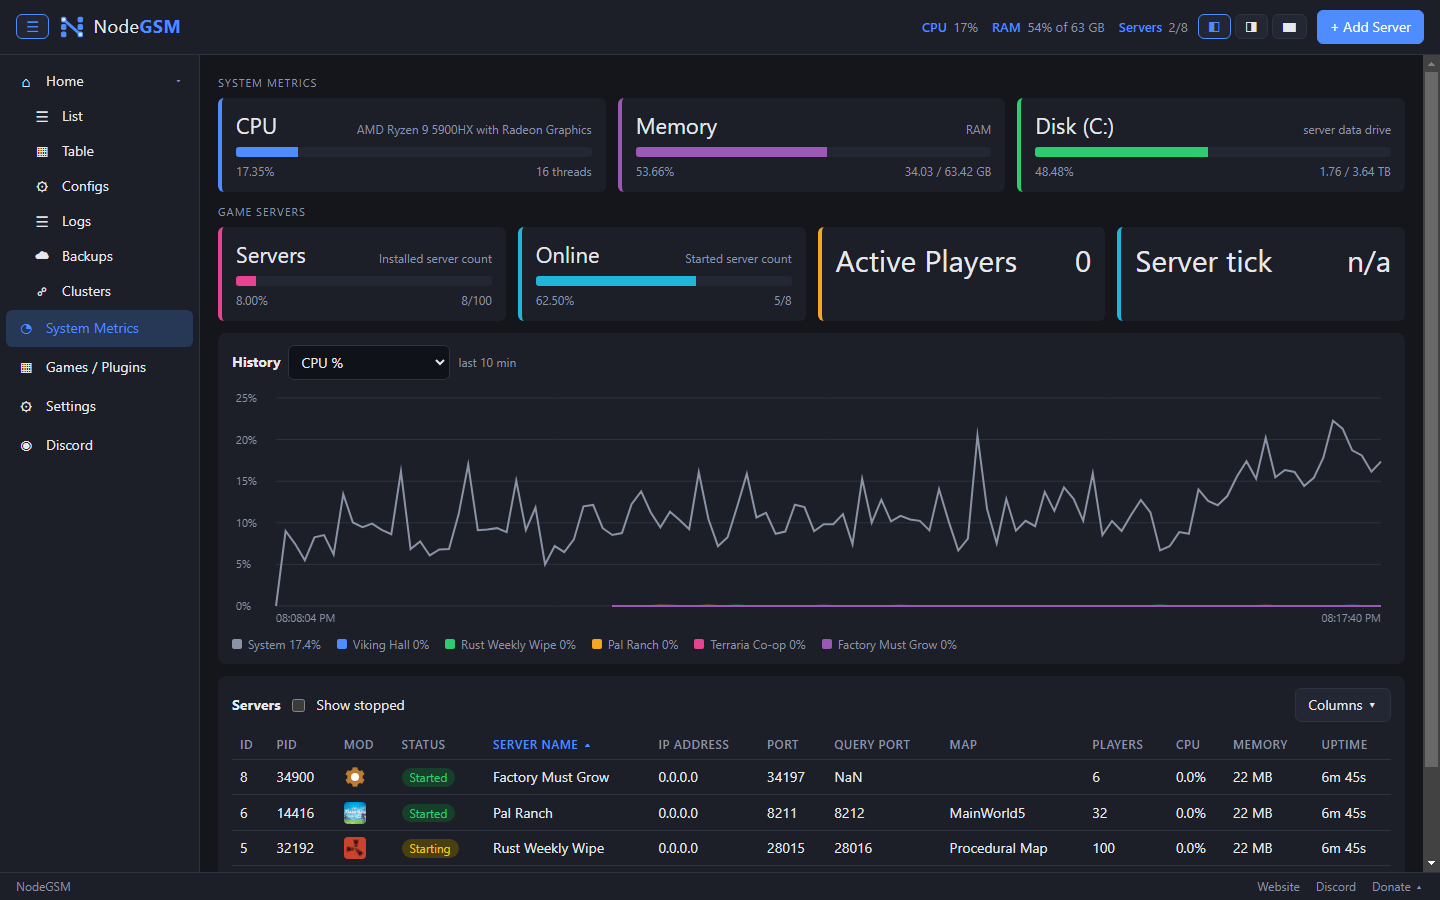 NodeGSM
CPU 17% RAM 54% of 63 GB Servers 2/8
+ Add Server
Home
List
Table
Configs
Logs
Backups
Clusters
System Metrics
Games / Plugins
Settings
Discord
SYSTEM METRICS
CPU AMD Ryzen 9 5900HX with Radeon Graphics
17.35% 16 threads
Memory RAM
53.66% 34.03 / 63.42 GB
Disk (C:) server data drive
48.48% 1.76 / 3.64 TB
GAME SERVERS
Servers Installed server count
8.00% 8/100
Online Started server count
62.50% 5/8
Active Players 0
Server tick n/a
History CPU % last 10 min
25%
20%
15%
10%
5%
0%
08:08:04 PM 08:17:40 PM
System 17.4% Viking Hall 0% Rust Weekly Wipe 0% Pal Ranch 0% Terraria Co-op 0% Factory Must Grow 0%
Servers Show stopped Columns ▾
ID PID MOD STATUS SERVER NAME ▲ IP ADDRESS PORT QUERY PORT MAP PLAYERS CPU MEMORY UPTIME
8 34900 Started Factory Must Grow 0.0.0.0 34197 NaN 6 0.0% 22 MB 6m 45s
6 14416 Started Pal Ranch 0.0.0.0 8211 8212 MainWorld5 32 0.0% 22 MB 6m 45s
5 32192 Starting Rust Weekly Wipe 0.0.0.0 28015 28016 Procedural Map 100 0.0% 22 MB 6m 45s
NodeGSM Website Discord Donate ▴